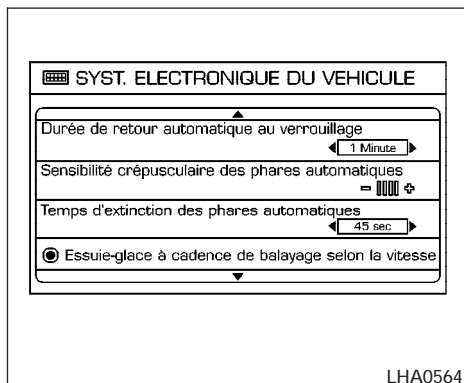 SYST. ELECTRONIQUE DU VEHICULE
Durée de retour automatique au verrouillage
1 Minute
Sensibilité crépusculaire des phares automatiques
Temps d'extinction des phares automatiques
45 sec
Essuie-glace à cadence de balayage selon la vitesse
LHA0564